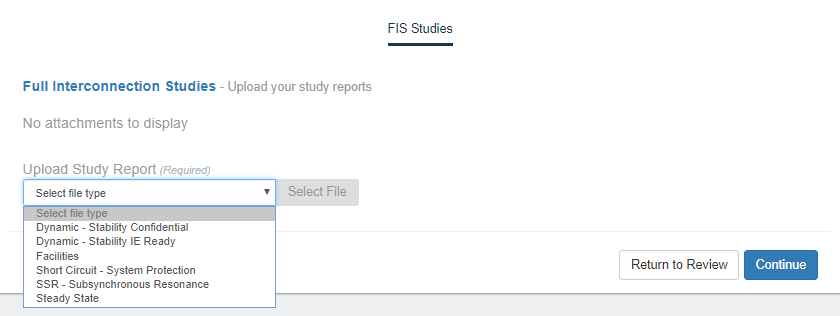 FIS Studies
Full Interconnection Studies - Upload your study reports
No attachments to display
Upload Study Report (Required)
Select file type
Select File
Select file type
Dynamic - Stability Confidential
Dynamic - Stability IE Ready
Facilities
Short Circuit - System Protection
SSR - Subsynchronous Resonance
Steady State
Return to Review
Continue